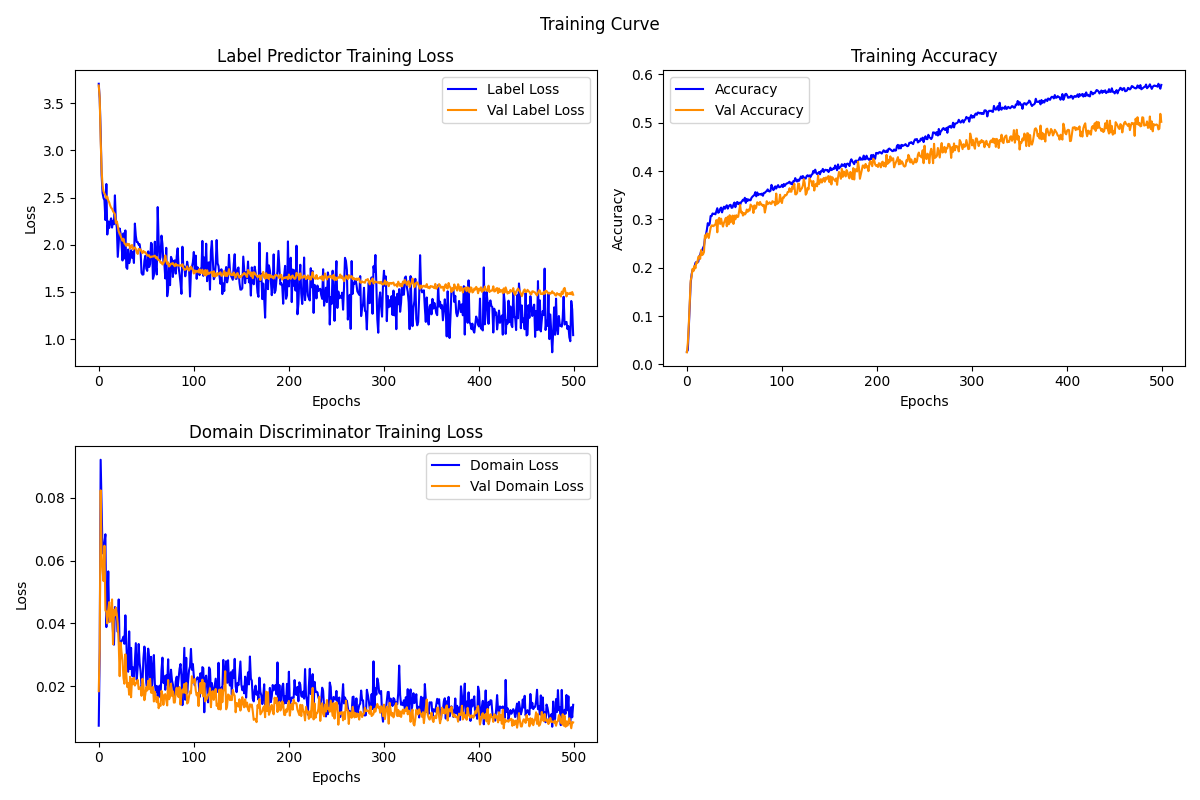 Training Curve
Label Predictor Training Loss
Training Accuracy
Label Loss
Val Label Loss
Accuracy
Val Accuracy
3.5
3.0
2.5
2.0
1.5
1.0
Loss
0 100 200 300 400 500
Epochs
0.6
0.5
0.4
0.3
0.2
0.1
0.0
Accuracy
0 100 200 300 400 500
Epochs
Domain Discriminator Training Loss
Domain Loss
Val Domain Loss
0.08
0.06
0.04
0.02
Loss
0 100 200 300 400 500
Epochs